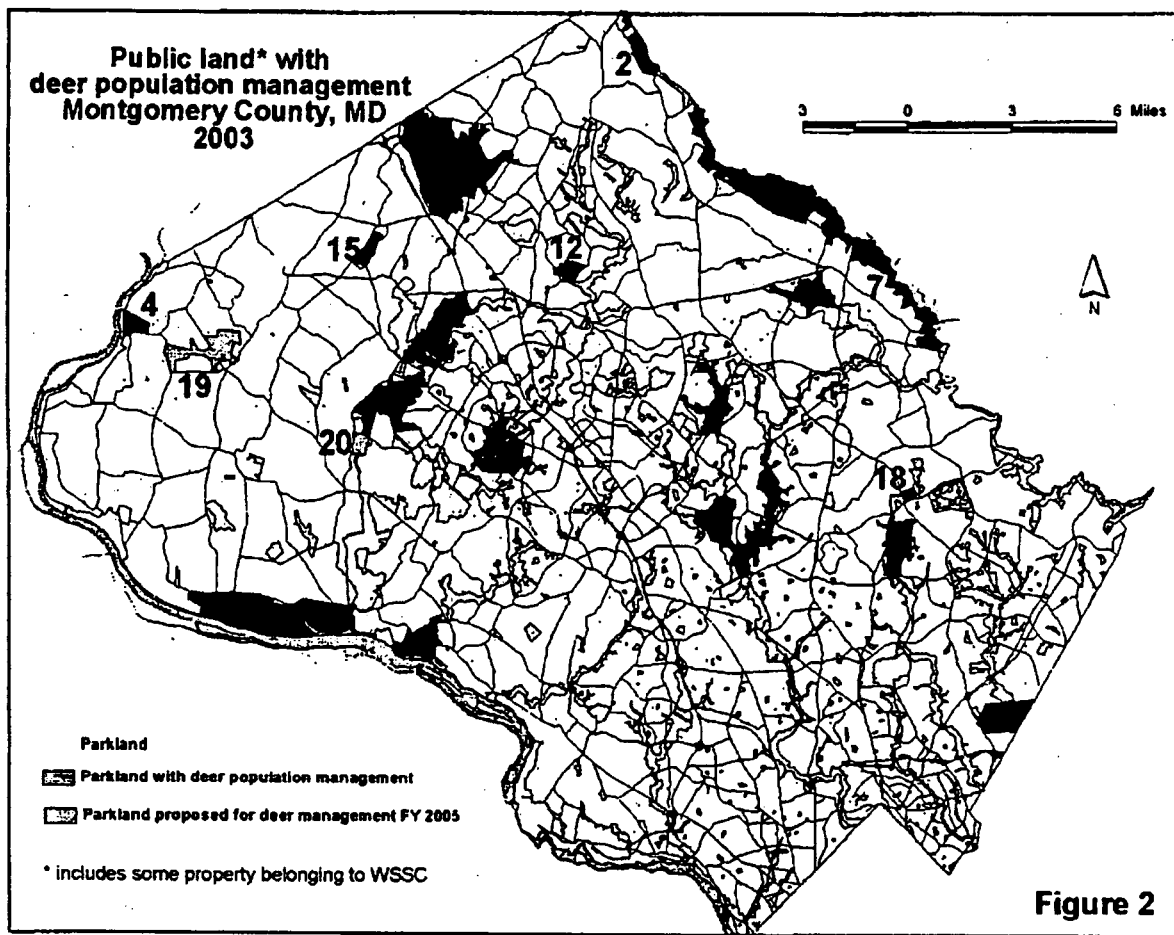 Public land* with
deer population management
Montgomery County, MD
2003
2
3 0 3 6 Miles
15
12
7
4
N
19
20
18
Parkland
Parkland with deer population management
Parkland proposed for deer management FY 2005
* includes some property belonging to WSSC
Figure 2